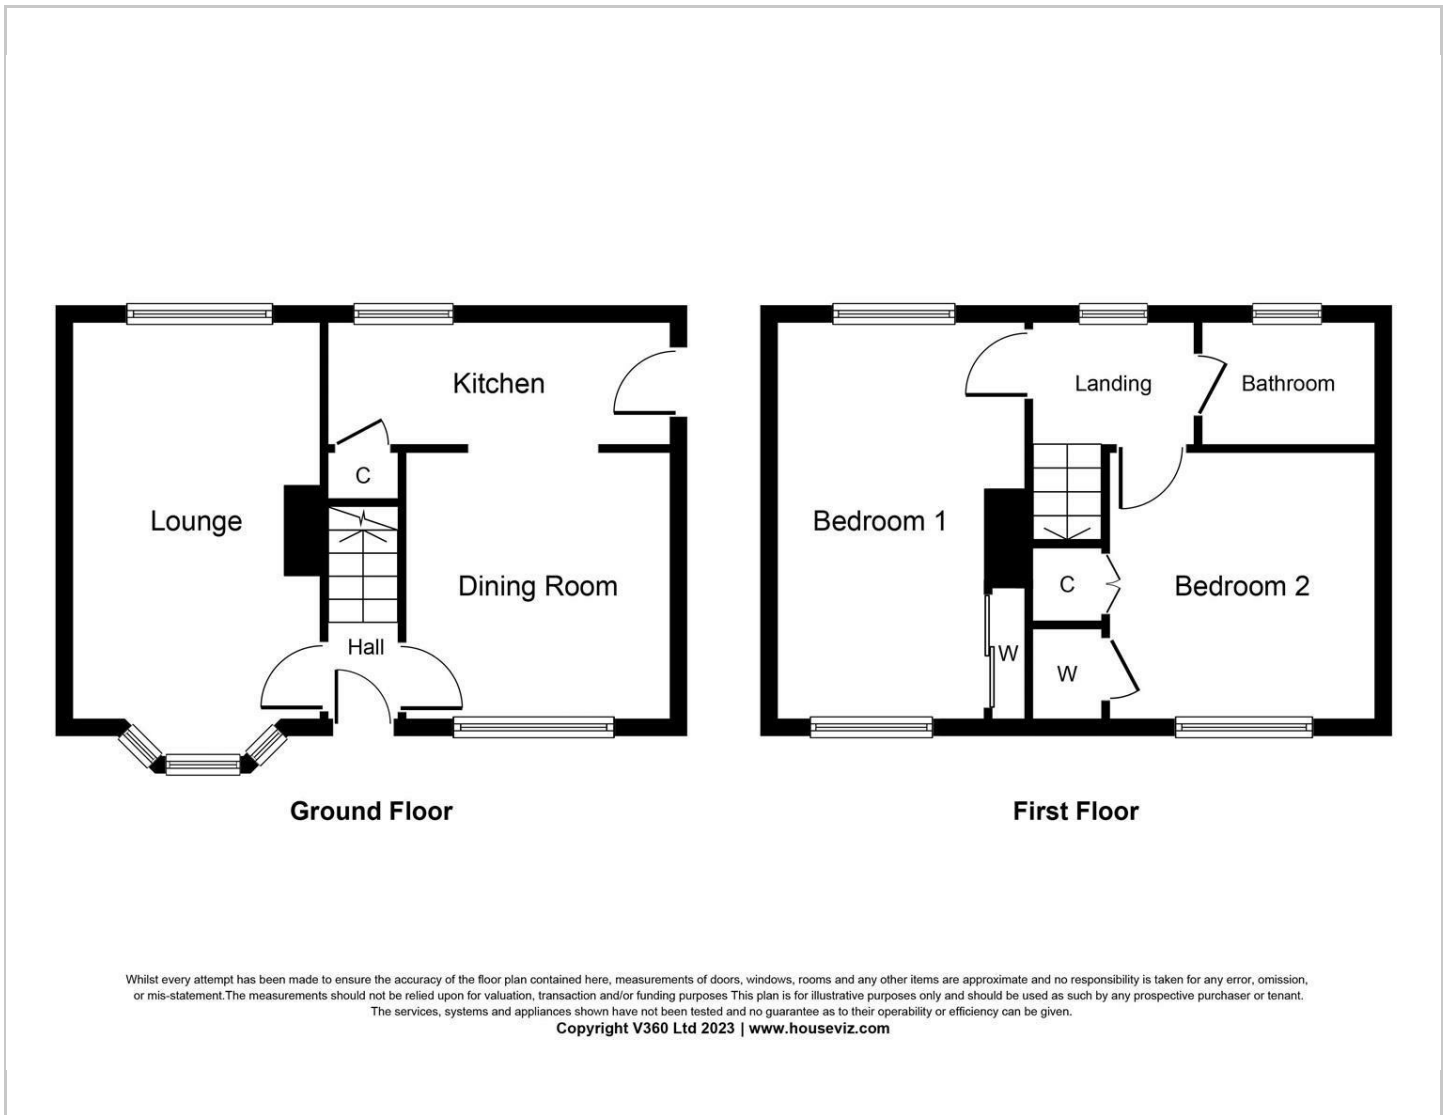 Kitchen
C
Lounge
Dining Room
Hall
Ground Floor
Landing
Bathroom
Bedroom 1
C
Bedroom 2
W
W
First Floor
Whilst every attempt has been made to ensure the accuracy of the floor plan contained here, measurements of doors, windows, rooms and any other items are approximate and no responsibility is taken for any error, omission,
or mis-statement.The measurements should not be relied upon for valuation, transaction and/or funding purposes This plan is for illustrative purposes only and should be used as such by any prospective purchaser or tenant.
The services, systems and appliances shown have not been tested and no guarantee as to their operability or efficiency can be given.
Copyright V360 Ltd 2023 | www.houseviz.com